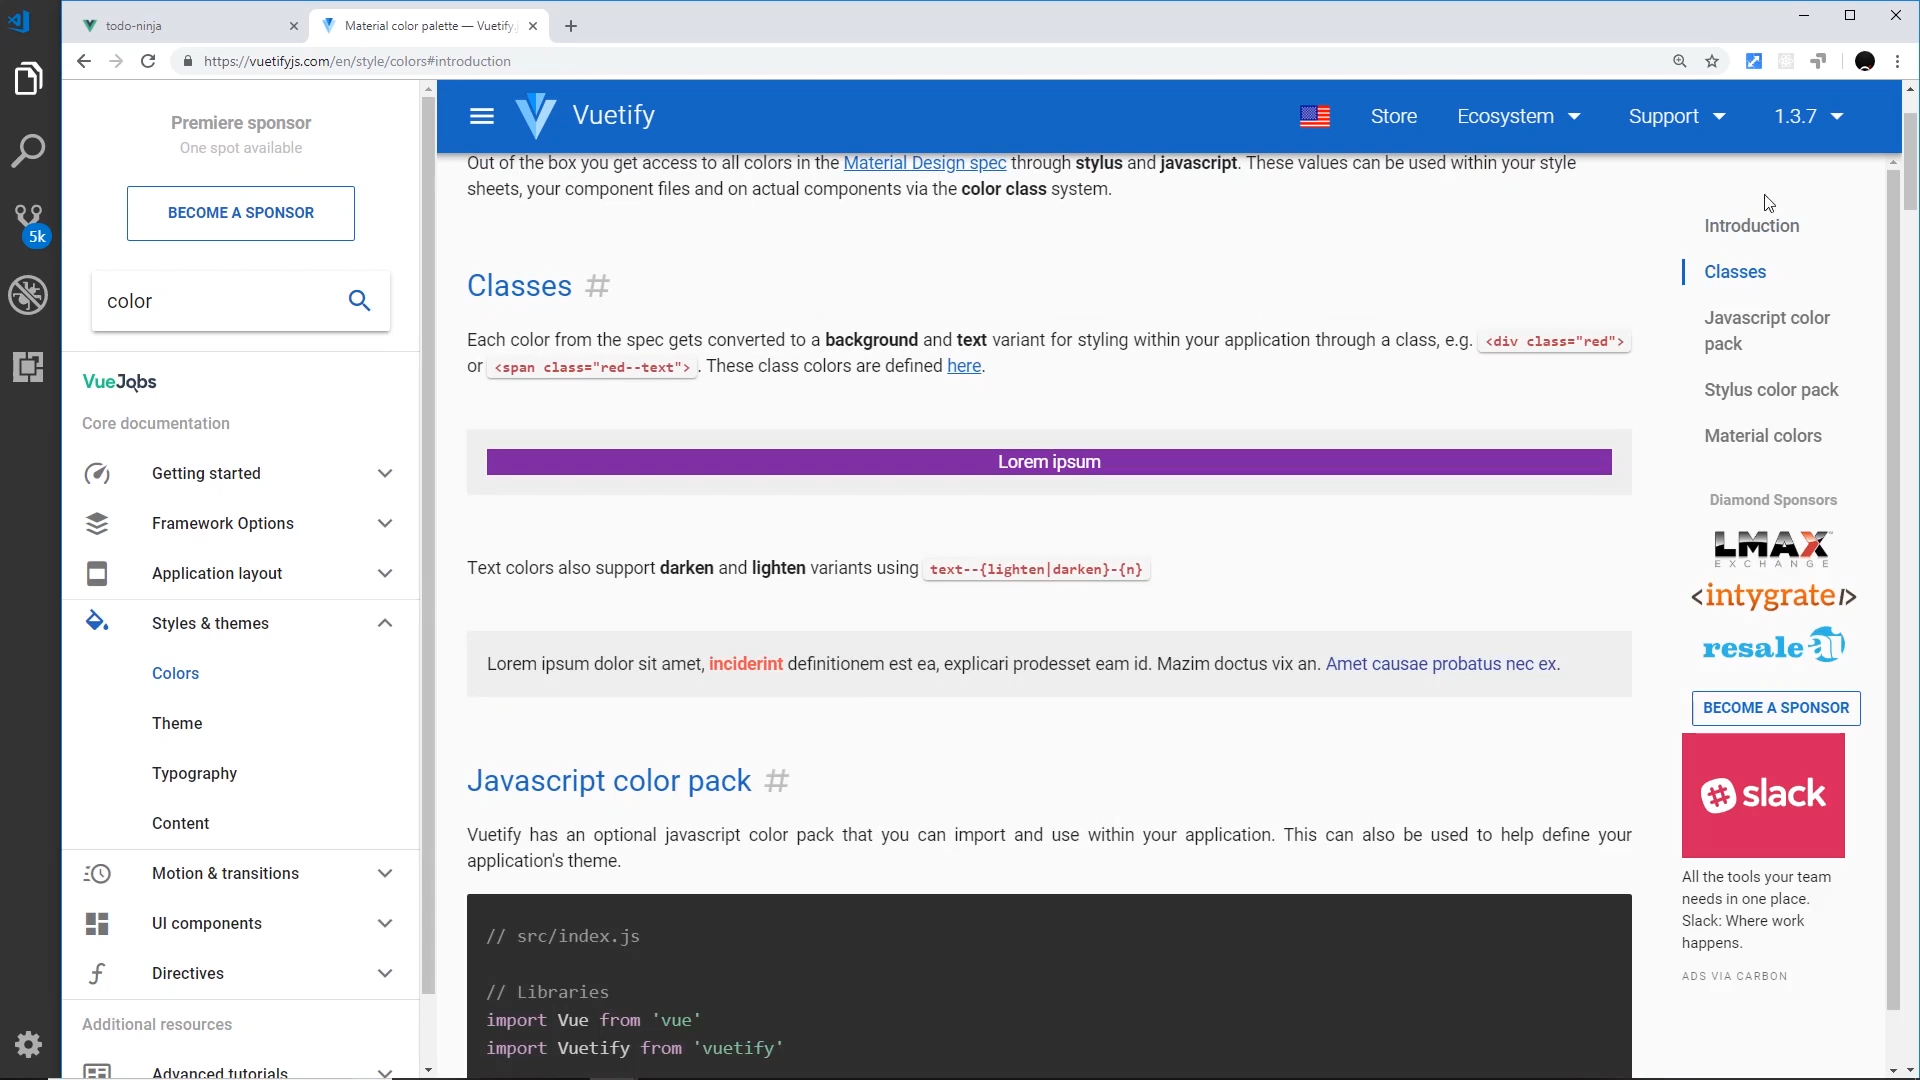 todo-ninja
Material color palette — Vuetify
https://vuetifyjs.com/en/style/colors#introduction
5k
Premiere sponsor
One spot available
BECOME A SPONSOR
color
VueJobs
Core documentation
Getting started
Framework Options
Application layout
Styles & themes
Colors
Theme
Typography
Content
Motion & transitions
UI components
Directives
Additional resources
Advanced tutorials
Vuetify
Store
Ecosystem
Support
1.3.7
Out of the box you get access to all colors in the Material Design spec through stylus and javascript. These values can be used within your style
sheets, your component files and on actual components via the color class system.
Classes #
Each color from the spec gets converted to a background and text variant for styling within your application through a class, e.g. <div class="red">
or <span class="red--text">. These class colors are defined here.
Lorem ipsum
Text colors also support darken and lighten variants using text--{lighten|darken}-{n}
Lorem ipsum dolor sit amet, inciderint definitionem est ea, explicari prodesset eam id. Mazim doctus vix an. Amet causae probatus nec ex.
Javascript color pack #
Vuetify has an optional javascript color pack that you can import and use within your application. This can also be used to help define your
application's theme.
// src/index.js
// Libraries
import Vue from 'vue'
import Vuetify from 'vuetify'
Introduction
Classes
Javascript color
pack
Stylus color pack
Material colors
Diamond Sponsors
LMAX
EXCHANGE
<intygrate/>
resale ai
BECOME A SPONSOR
slack
All the tools your team
needs in one place.
Slack: Where work
happens.
ADS VIA CARBON